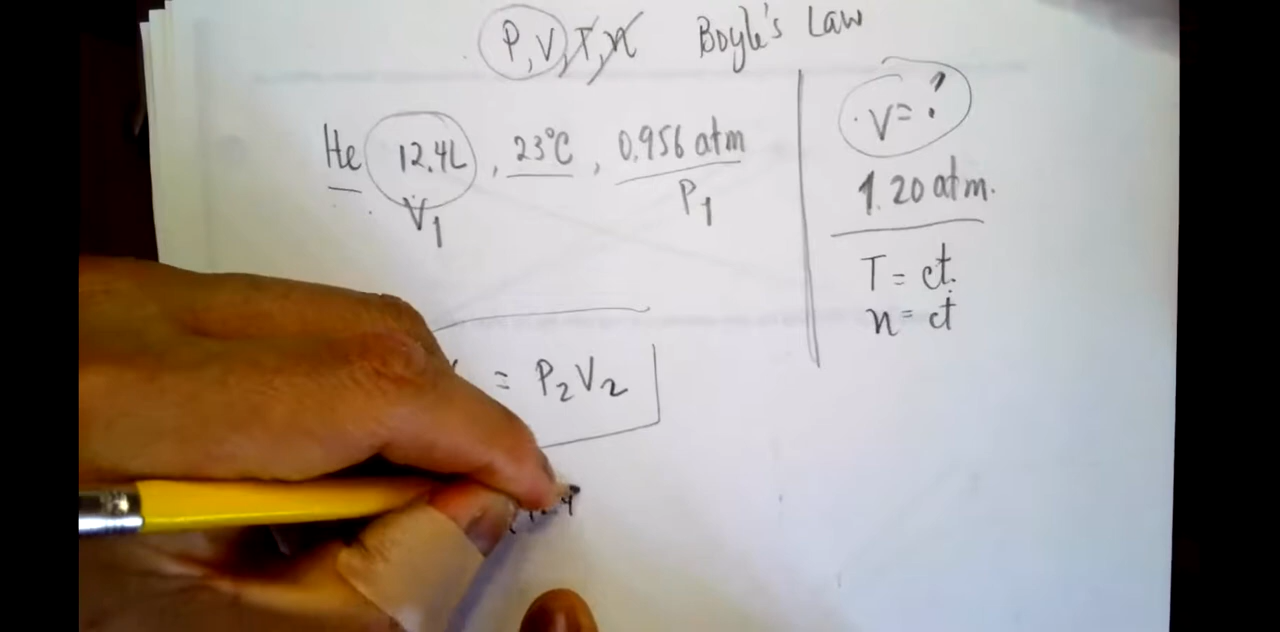 P, V, T, n Boyle's Law
He 12.4L , 23°C , 0.956 atm
V₁ P₁
= P₂V₂
V = ?
1.20 atm.
T = ct.
n = ct